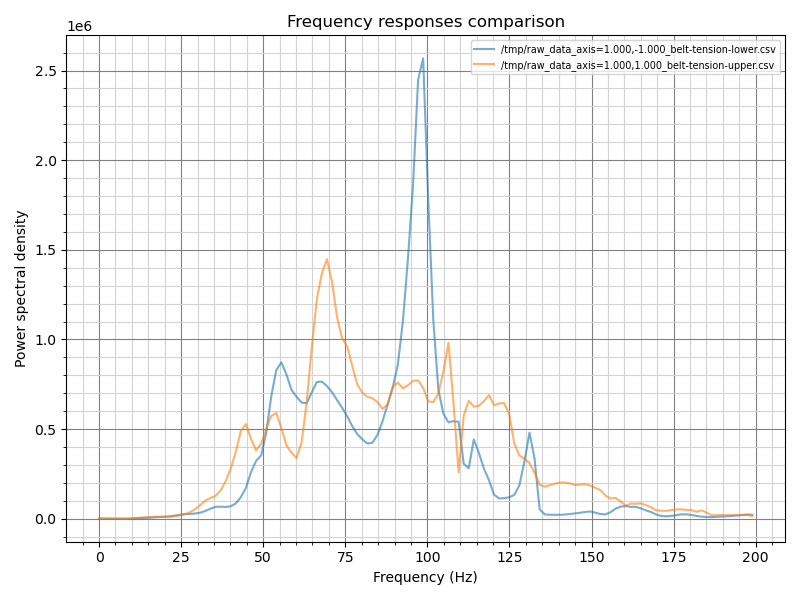 Frequency responses comparison
1e6
/tmp/raw_data_axis=1.000,-1.000_belt-tension-lower.csv
/tmp/raw_data_axis=1.000,1.000_belt-tension-upper.csv
2.5
2.0
1.5
1.0
0.5
0.0
Power spectral density
0 25 50 75 100 125 150 175 200
Frequency (Hz)